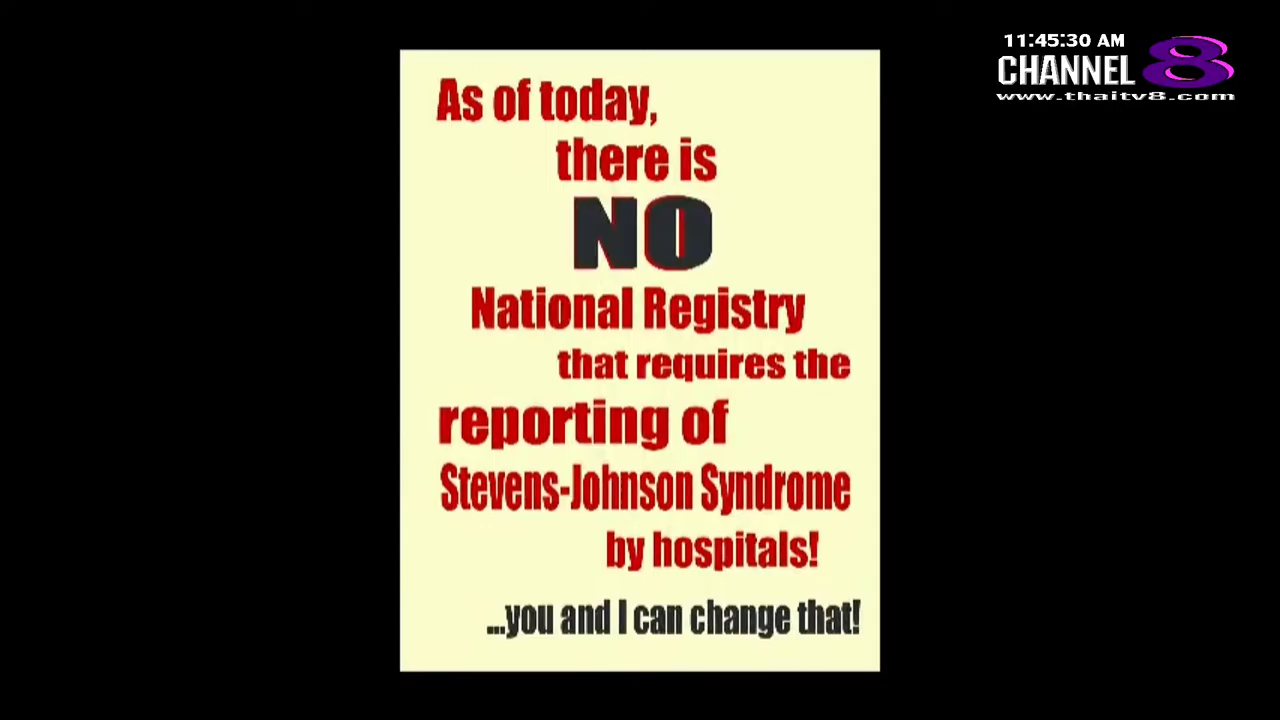 11:45:30 AM
CHANNEL 8
www.thaitv8.com
As of today,
there is
NO
National Registry
that requires the
reporting of
Stevens-Johnson Syndrome
by hospitals!
...you and I can change that!